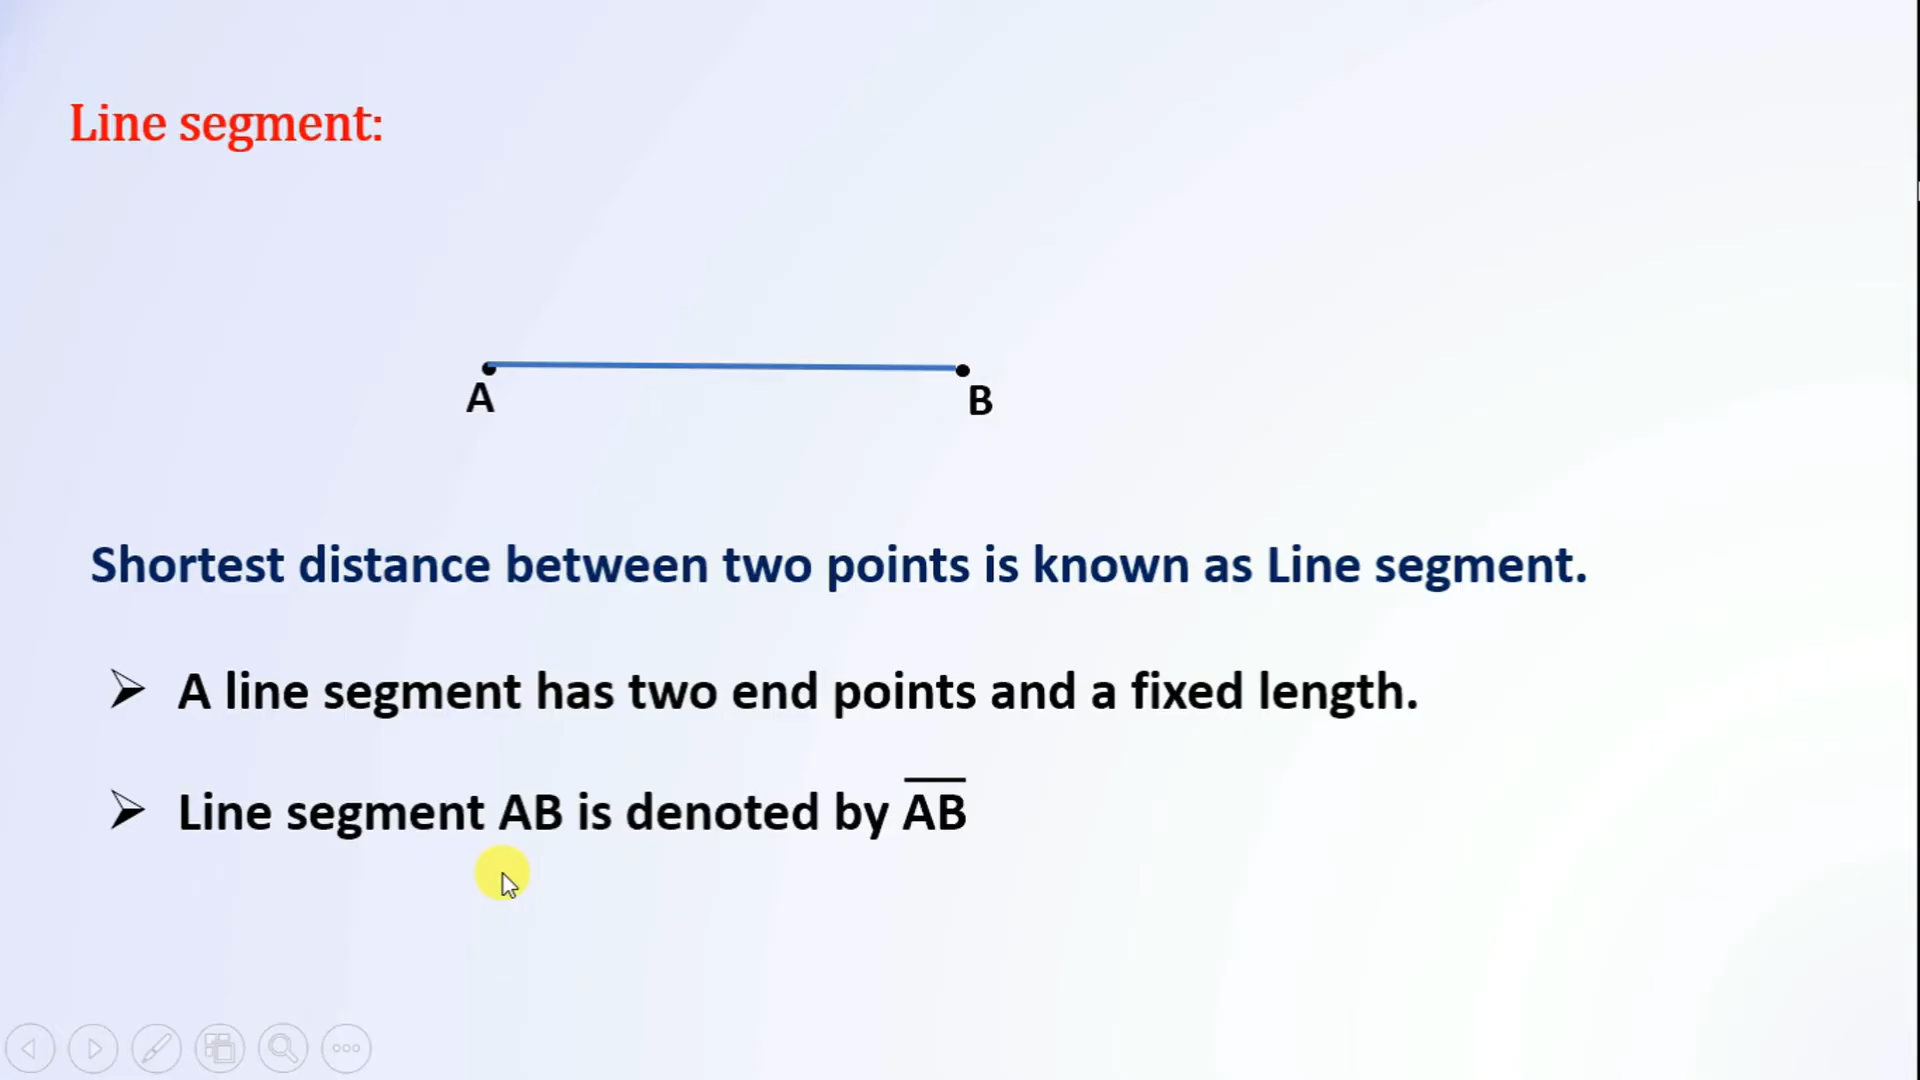 Line segment:
A
B
Shortest distance between two points is known as Line segment.
➢ A line segment has two end points and a fixed length.
➢ Line segment AB is denoted by A̅B̅